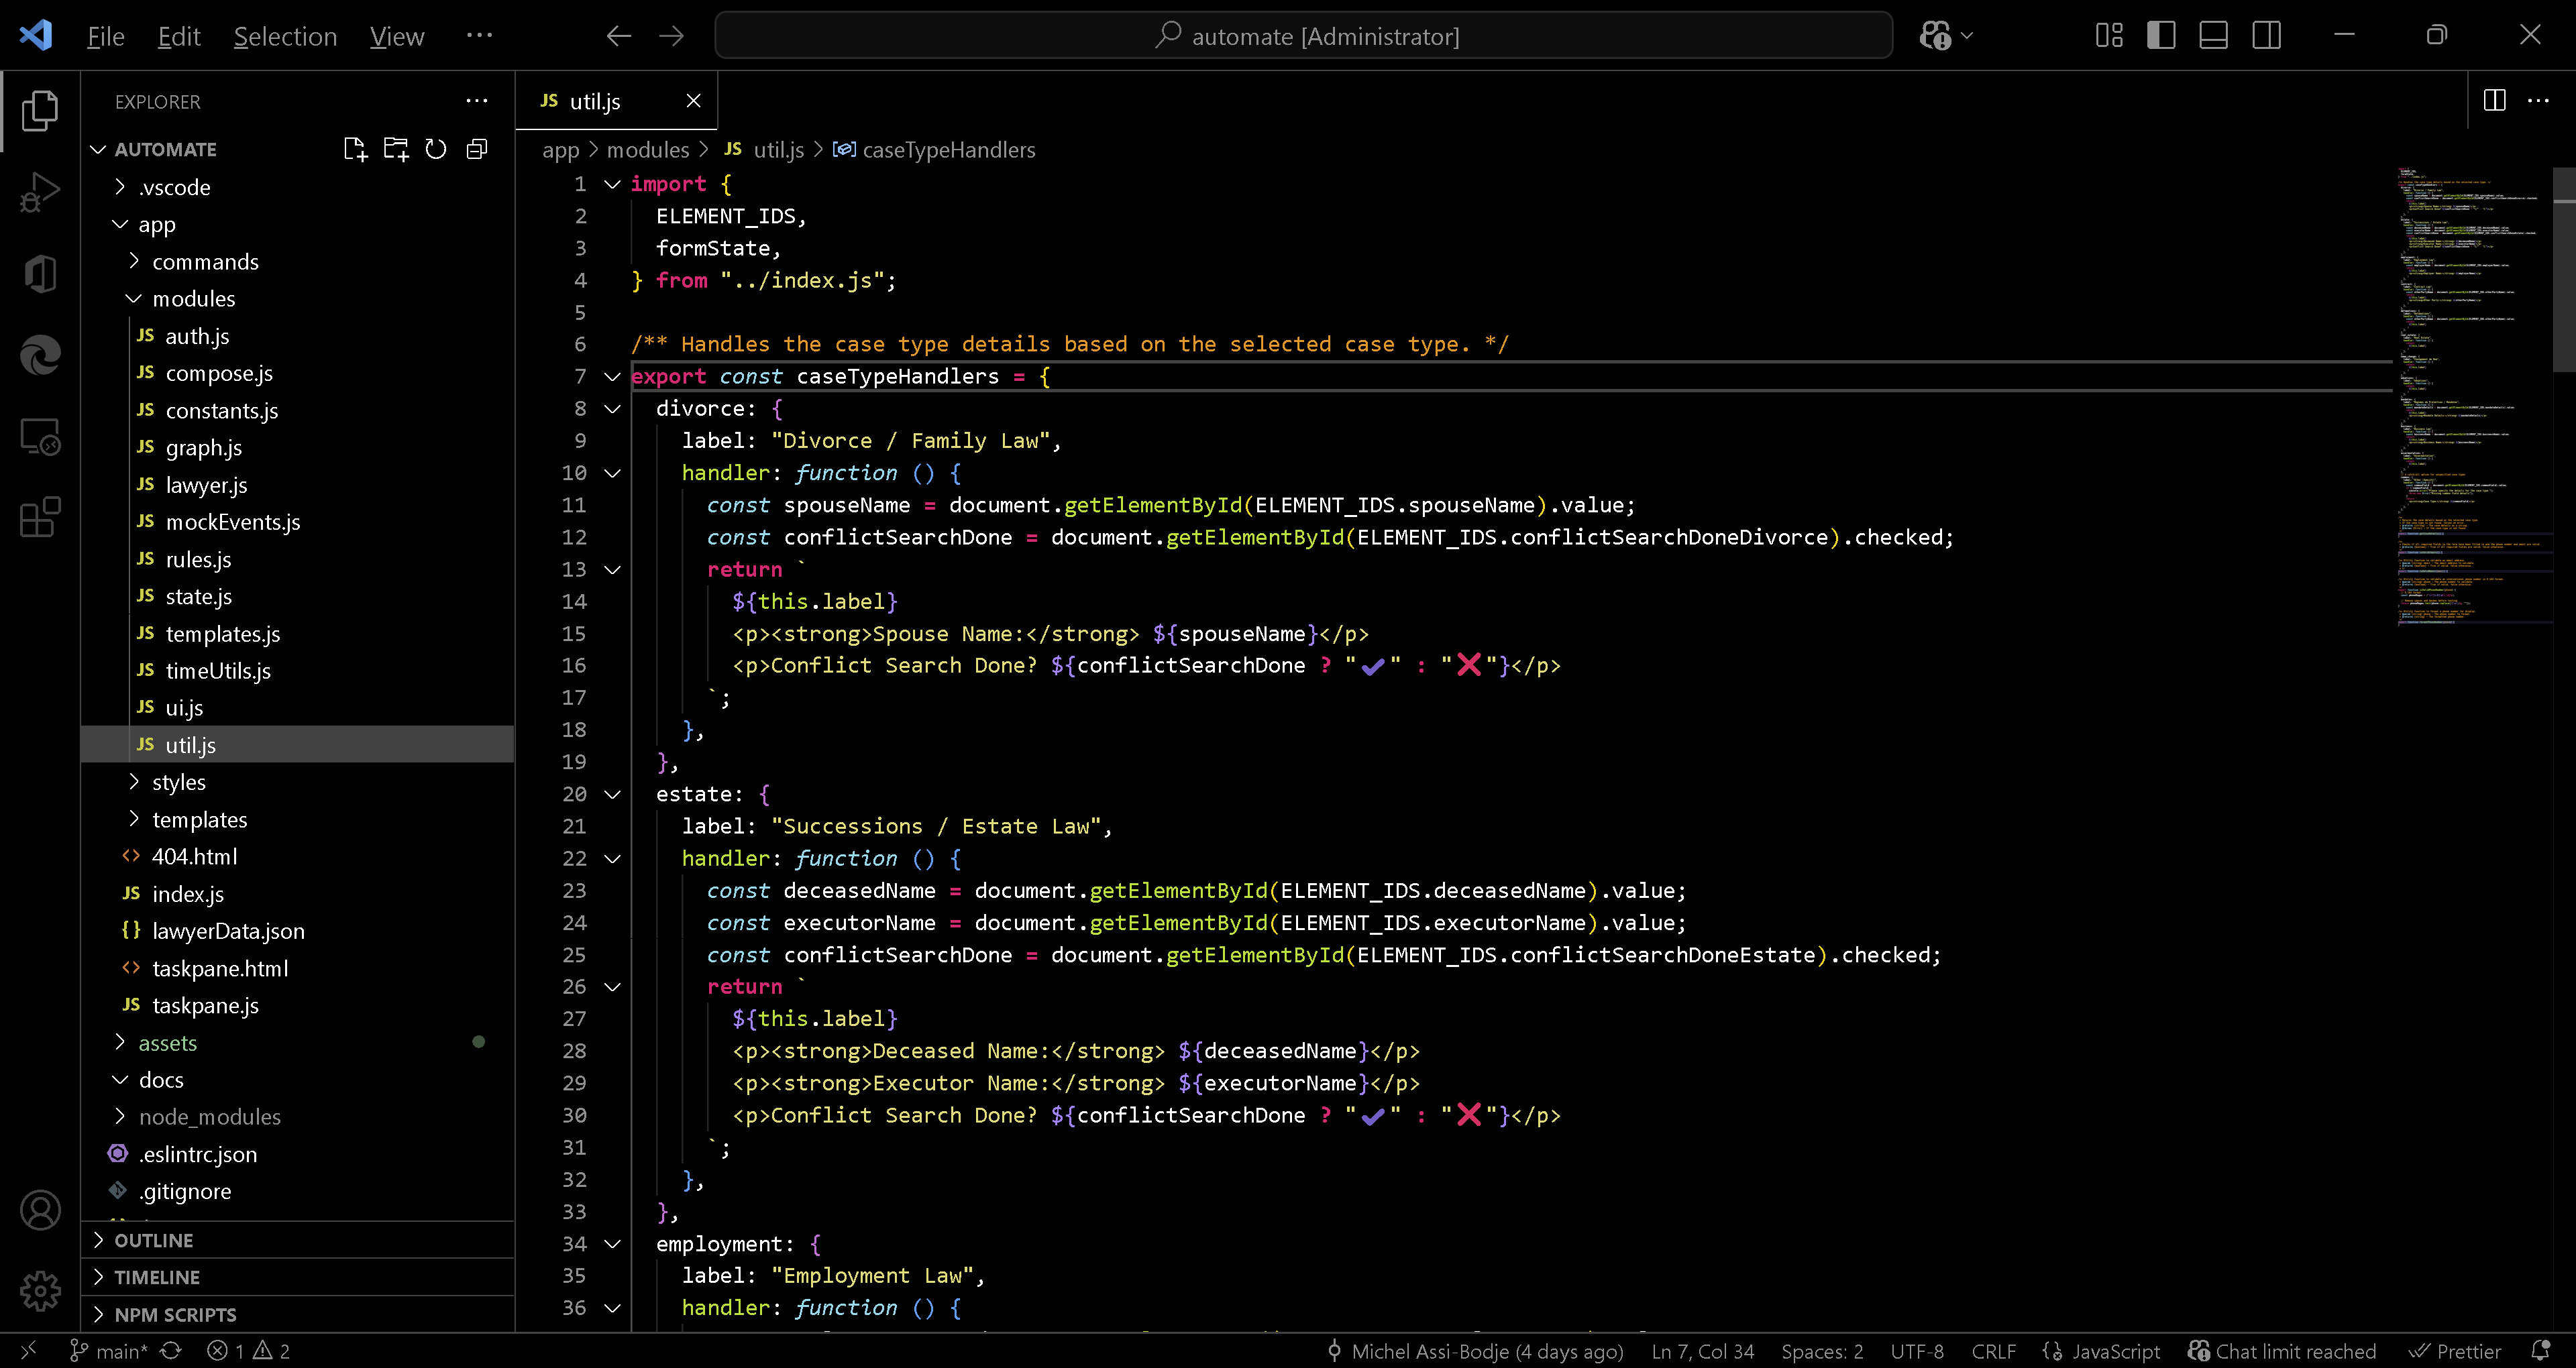 File Edit Selection View ··· automate [Administrator]
EXPLORER ···
AUTOMATE
.vscode
app
commands
modules
JS auth.js
JS compose.js
JS constants.js
JS graph.js
JS lawyer.js
JS mockEvents.js
JS rules.js
JS state.js
JS templates.js
JS timeUtils.js
JS ui.js
JS util.js
styles
templates
<> 404.html
JS index.js
{} lawyerData.json
<> taskpane.html
JS taskpane.js
assets
docs
node_modules
.eslintrc.json
.gitignore
OUTLINE
TIMELINE
NPM SCRIPTS
JS util.js
app > modules > JS util.js > caseTypeHandlers
1 import {
2   ELEMENT_IDS,
3   formState,
4 } from "../index.js";
5
6 /** Handles the case type details based on the selected case type. */
7 export const caseTypeHandlers = {
8   divorce: {
9     label: "Divorce / Family Law",
10     handler: function () {
11       const spouseName = document.getElementById(ELEMENT_IDS.spouseName).value;
12       const conflictSearchDone = document.getElementById(ELEMENT_IDS.conflictSearchDoneDivorce).checked;
13       return `
14         ${this.label}
15         <p><strong>Spouse Name:</strong> ${spouseName}</p>
16         <p>Conflict Search Done? ${conflictSearchDone ? "✔️" : "❌"}</p>
17       `;
18     },
19   },
20   estate: {
21     label: "Successions / Estate Law",
22     handler: function () {
23       const deceasedName = document.getElementById(ELEMENT_IDS.deceasedName).value;
24       const executorName = document.getElementById(ELEMENT_IDS.executorName).value;
25       const conflictSearchDone = document.getElementById(ELEMENT_IDS.conflictSearchDoneEstate).checked;
26       return `
27         ${this.label}
28         <p><strong>Deceased Name:</strong> ${deceasedName}</p>
29         <p><strong>Executor Name:</strong> ${executorName}</p>
30         <p>Conflict Search Done? ${conflictSearchDone ? "✔️" : "❌"}</p>
31       `;
32     },
33   },
34   employment: {
35     label: "Employment Law",
36     handler: function () {
main* 1 2 Michel Assi-Bodje (4 days ago) Ln 7, Col 34 Spaces: 2 UTF-8 CRLF JavaScript Chat limit reached Prettier